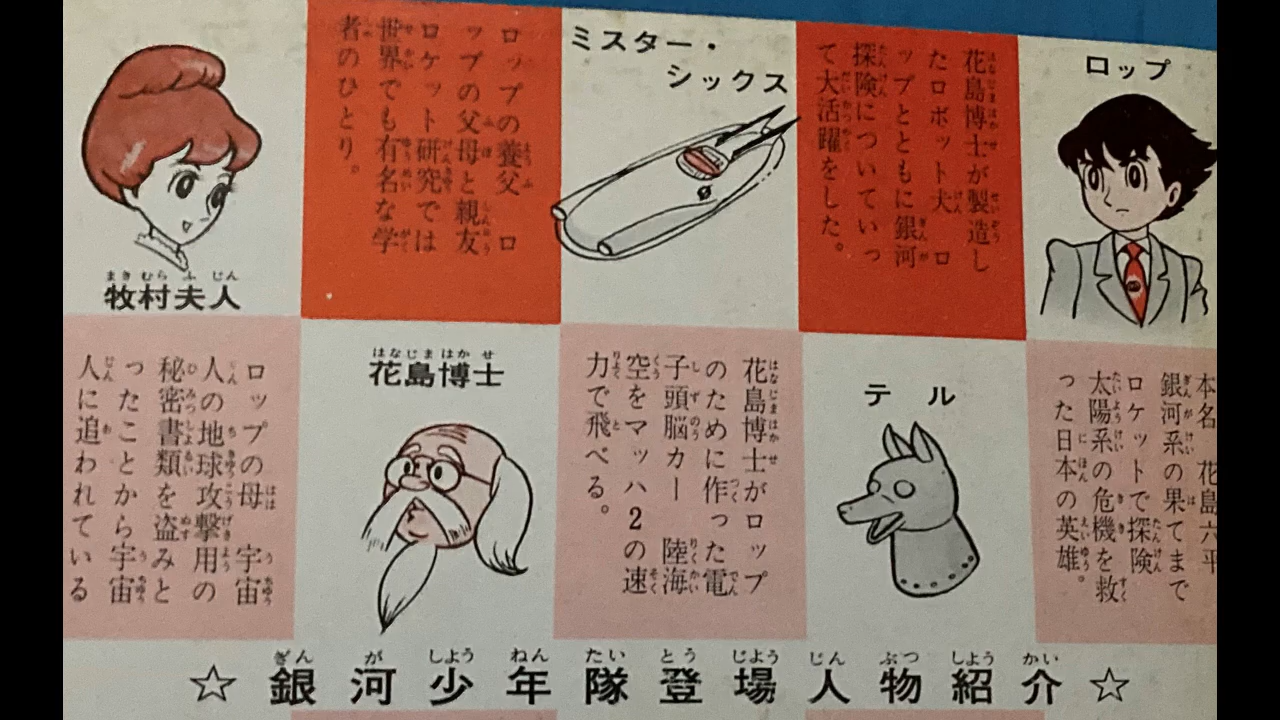 ロップ
本名　花島六平
銀河系の果てまで
ロケットで探険
太陽系の危機を救
った日本の英雄。
花島博士が製造し
たロボット犬　ロ
ップとともに銀河
探険についていっ
て大活躍をした。
テル
ミスター・
シックス
花島博士がロップ
のために作った電
子頭脳カー　陸海
空をマッハ2の速
力で飛べる。
ロップの養父　ロ
ップの父母と親友
ロケット研究では
世界でも有名な学
者のひとり。
花島博士
牧村夫人
ロップの母　宇宙
人の地球攻撃用の
秘密書類を盗みと
ったことから宇宙
人に追われている
☆銀河少年隊登場人物紹介☆